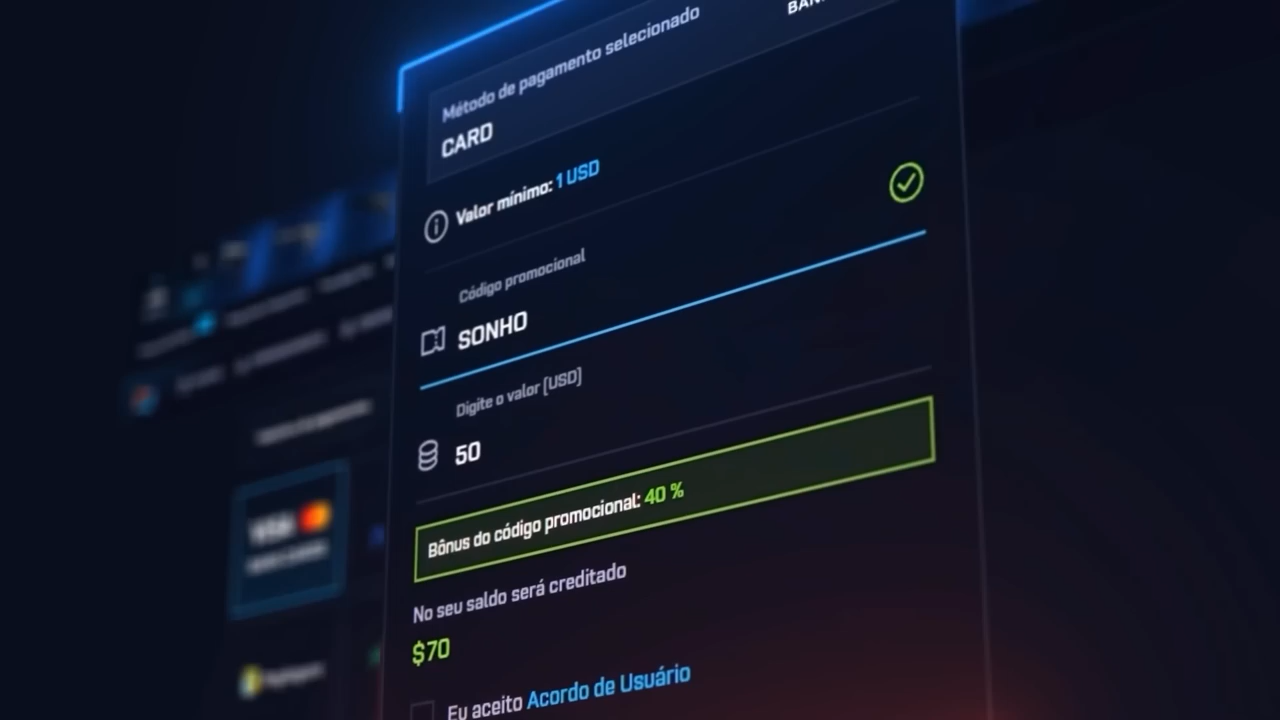 Método de pagamento selecionado
CARD
Valor mínimo: 1 USD
Código promocional
SONHO
Digite o valor [USD]
50
Bônus do código promocional: 40 %
No seu saldo será creditado
$70
Eu aceito Acordo de Usuário
VISA